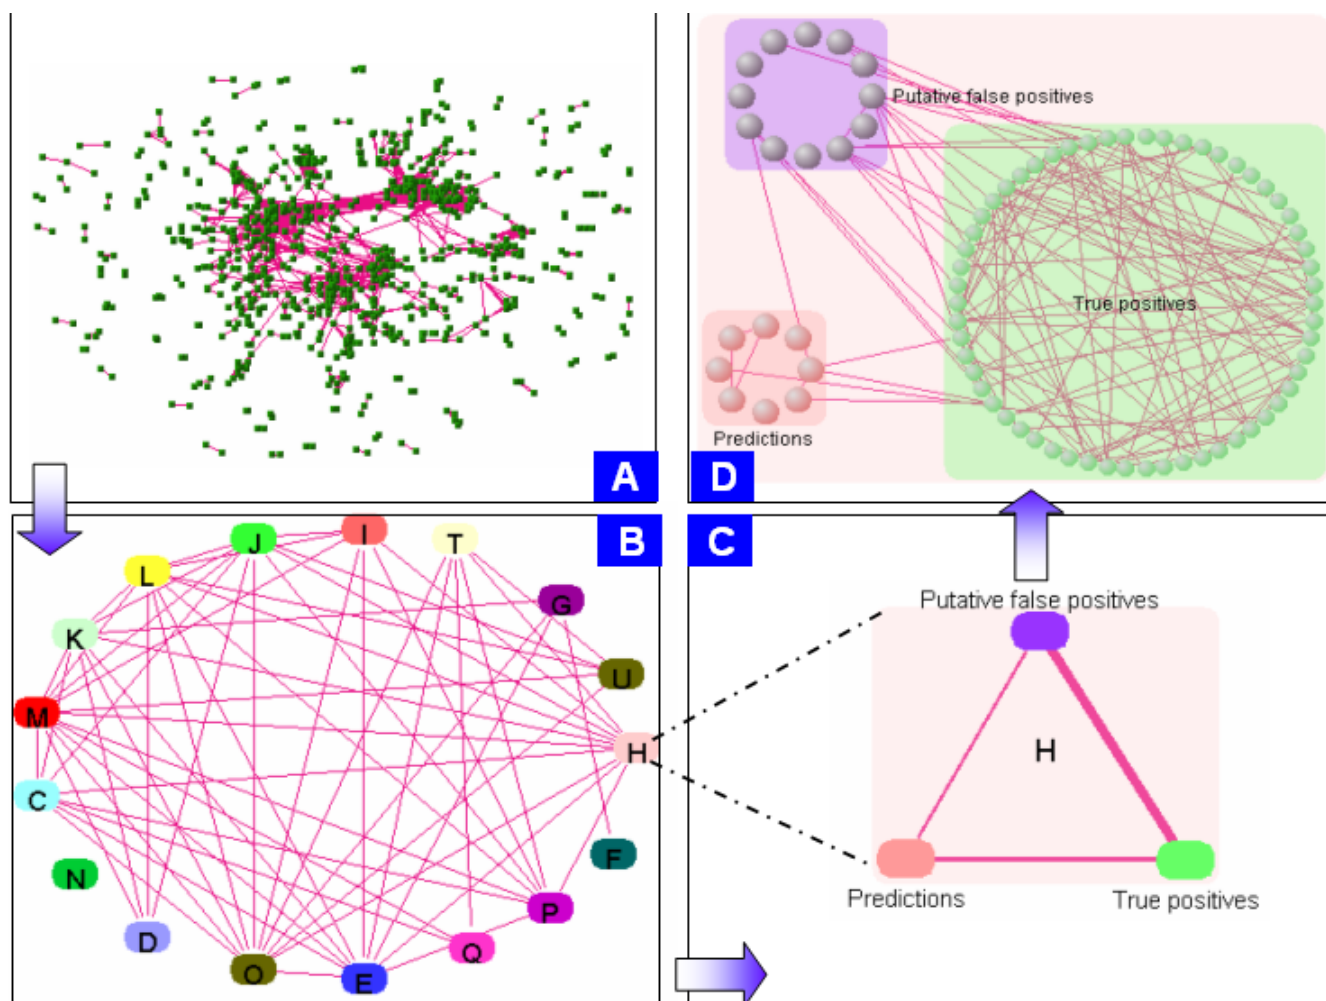 Putative false positives
True positives
Predictions
A
D
B
C
J
I
T
L
G
K
U
M
H
C
N
F
D
P
Q
O
E
Putative false positives
H
Predictions
True positives